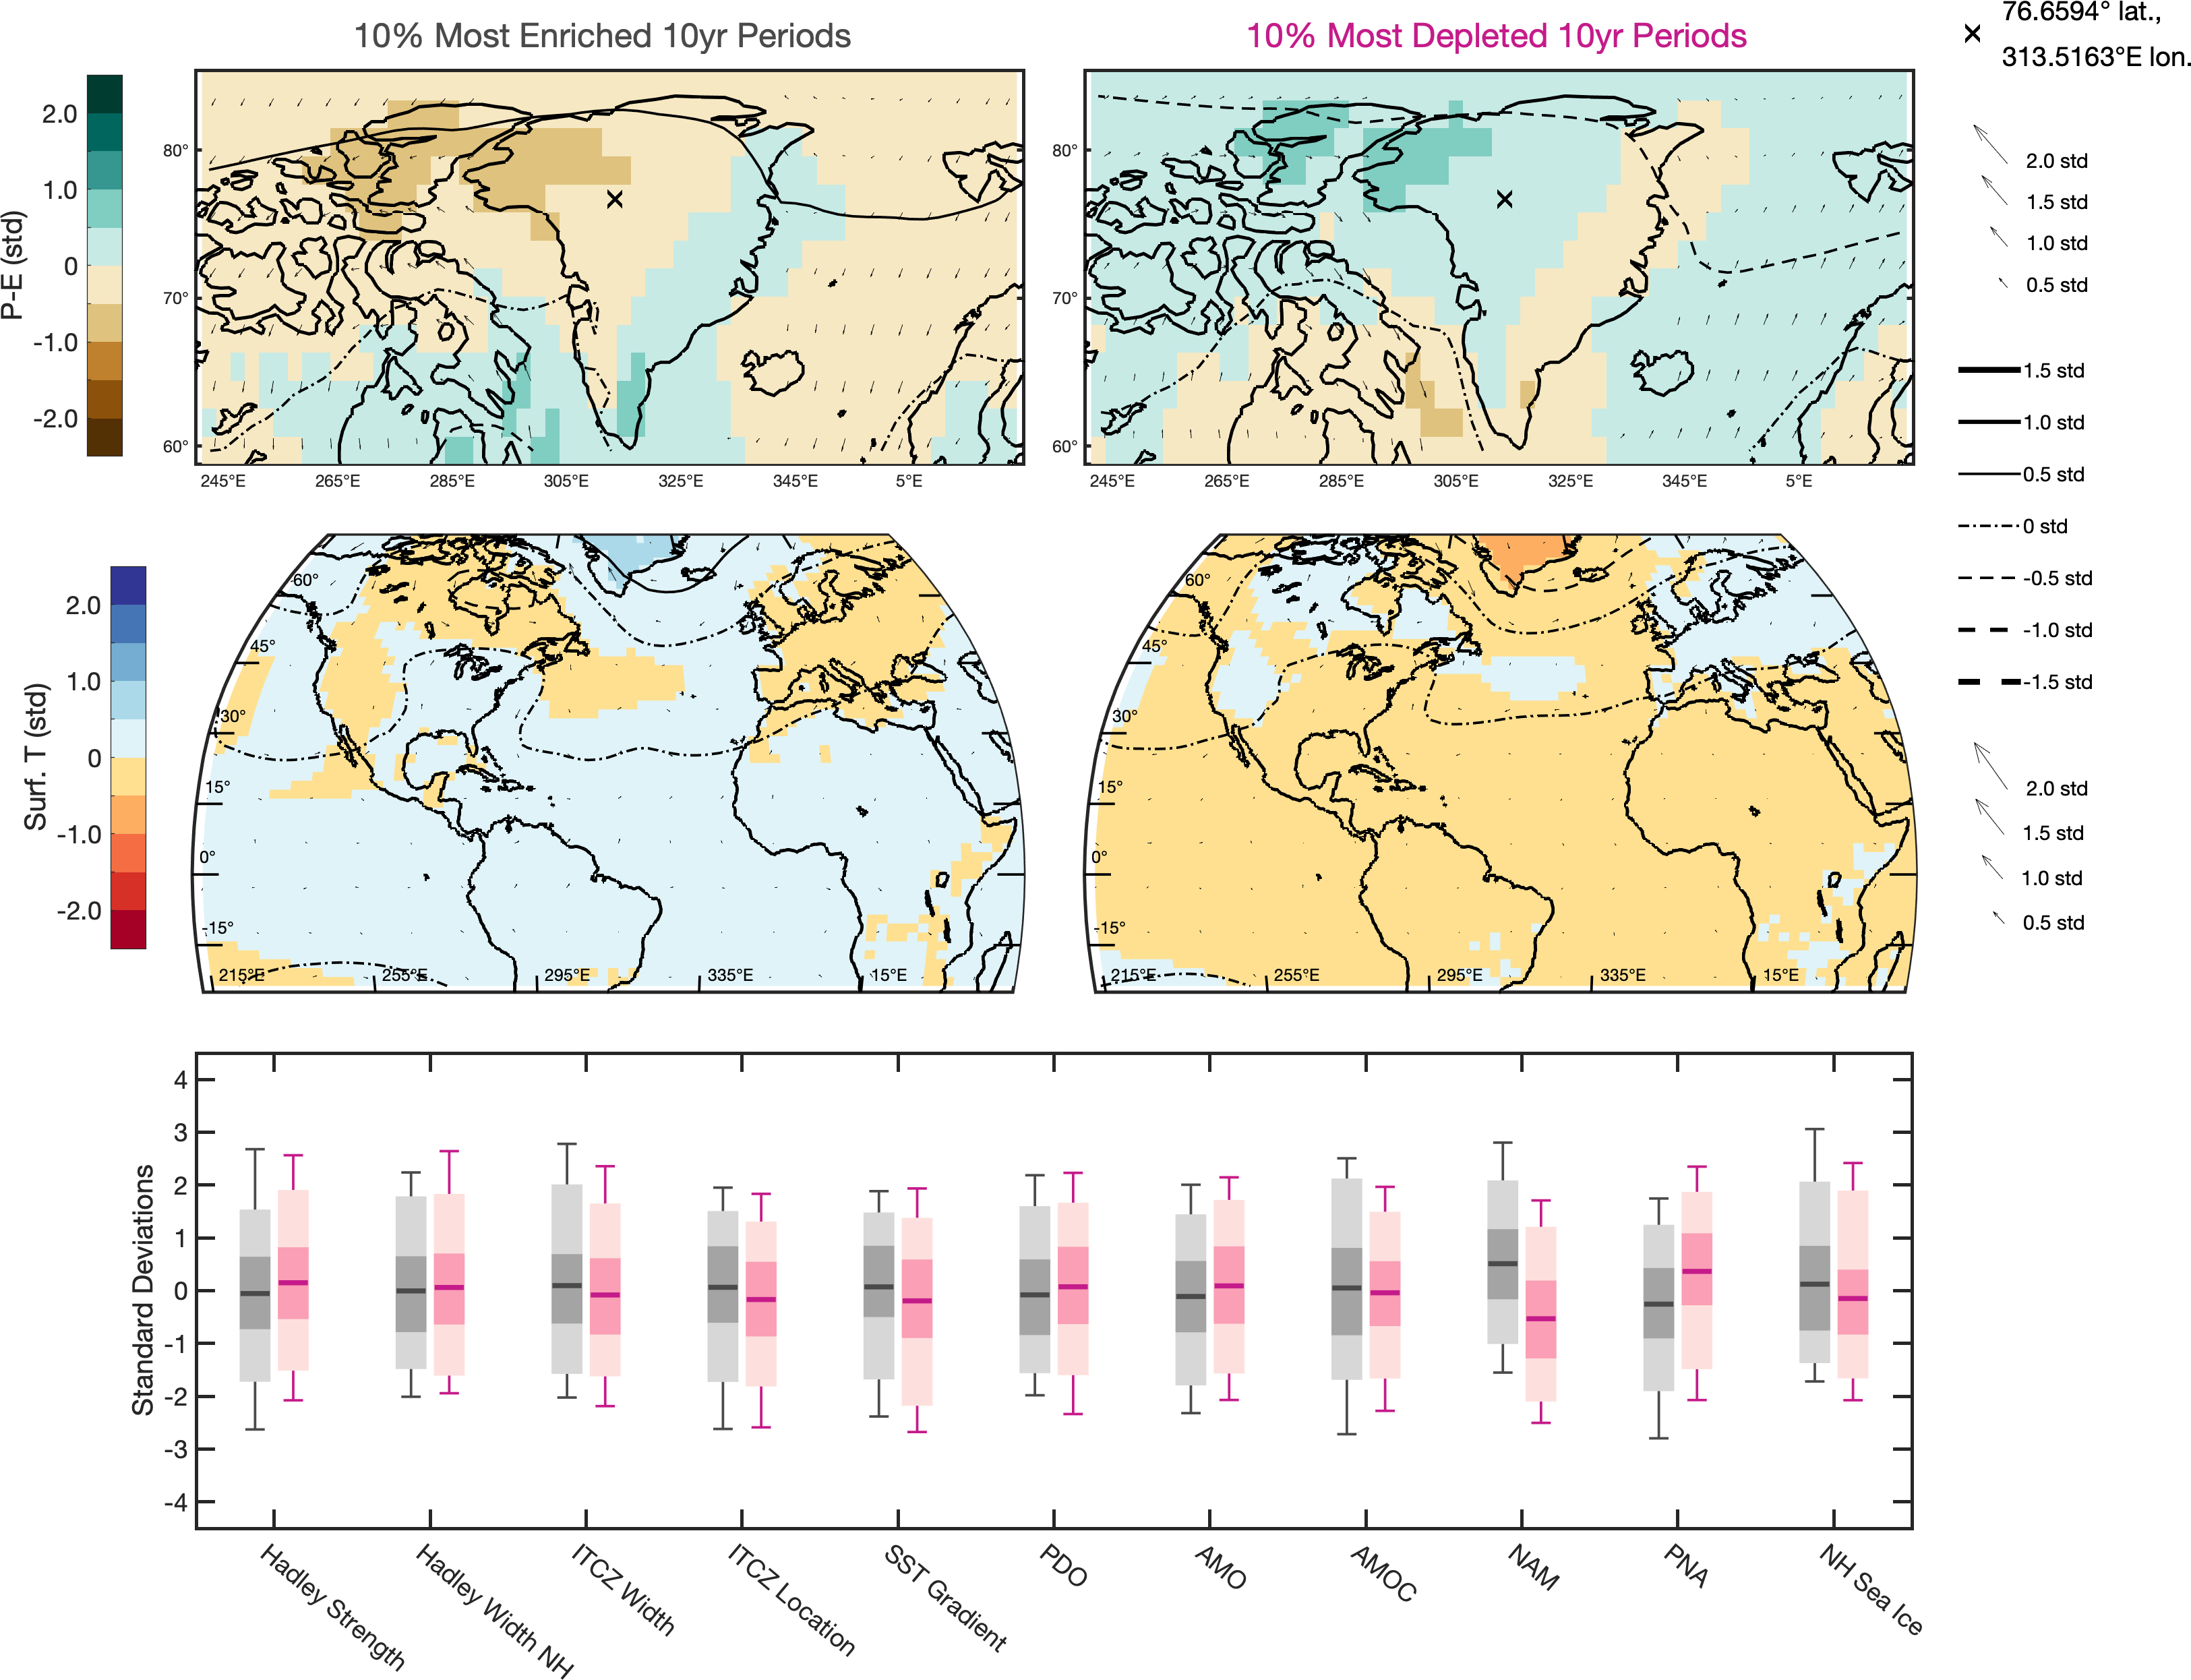 10% Most Enriched 10yr Periods
10% Most Depleted 10yr Periods
76.6594° lat.,
313.5163°E lon.
P-E (std)
2.0
1.0
0
-1.0
-2.0
80°
70°
60°
245°E 265°E 285°E 305°E 325°E 345°E 5°E
80°
70°
60°
245°E 265°E 285°E 305°E 325°E 345°E 5°E
2.0 std
1.5 std
1.0 std
0.5 std
1.5 std
1.0 std
0.5 std
0 std
-0.5 std
-1.0 std
-1.5 std
2.0 std
1.5 std
1.0 std
0.5 std
Surf. T (std)
2.0
1.0
0
-1.0
-2.0
60°
45°
30°
15°
0°
-15°
215°E 255°E 295°E 335°E 15°E
60°
45°
30°
15°
0°
-15°
215°E 255°E 295°E 335°E 15°E
Standard Deviations
4
3
2
1
0
-1
-2
-3
-4
Hadley Strength
Hadley Width NH
ITCZ Width
ITCZ Location
SST Gradient
PDO
AMO
AMOC
NAM
PNA
NH Sea Ice